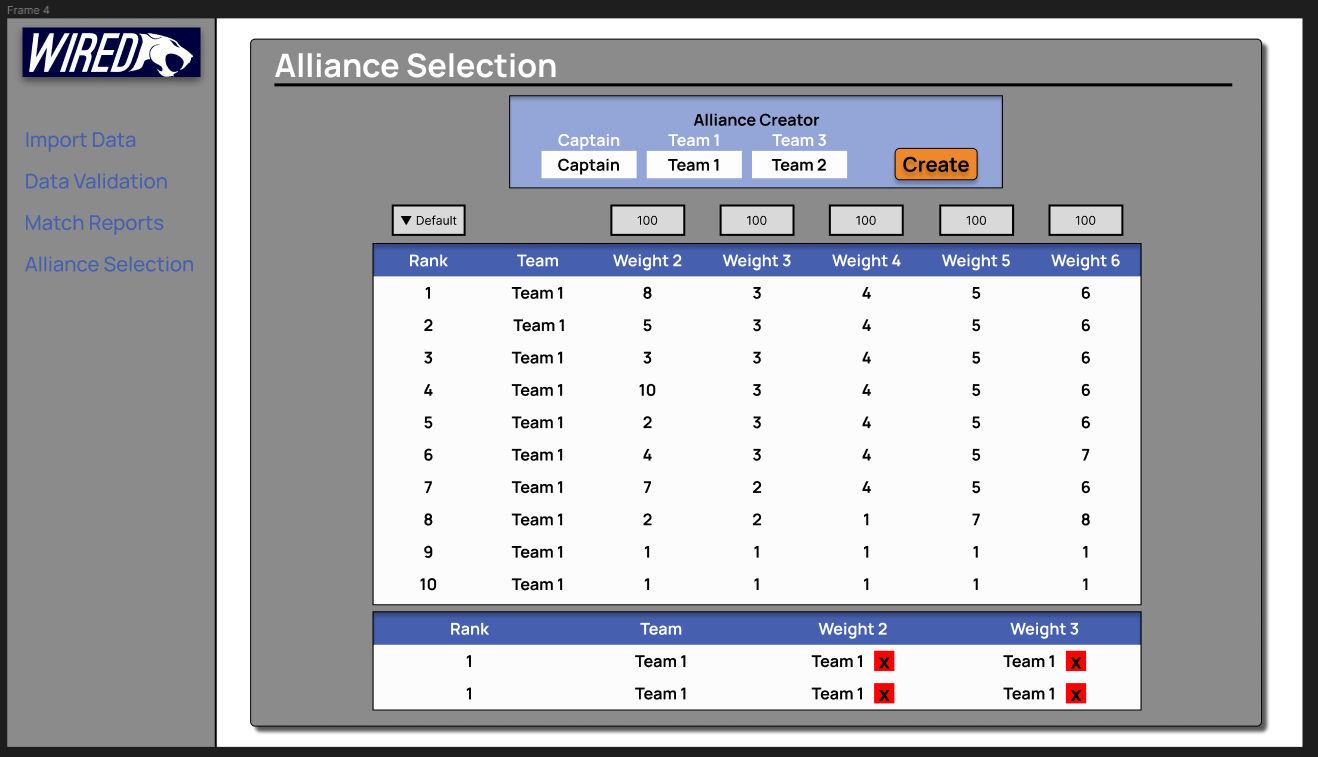 Frame 4
WIRED
Import Data
Data Validation
Match Reports
Alliance Selection
Alliance Selection
Alliance Creator
Captain Team 1 Team 3
Captain Team 1 Team 2 Create
▼ Default 100 100 100 100 100
Rank Team Weight 2 Weight 3 Weight 4 Weight 5 Weight 6
1 Team 1 8 3 4 5 6
2 Team 1 5 3 4 5 6
3 Team 1 3 3 4 5 6
4 Team 1 10 3 4 5 6
5 Team 1 2 3 4 5 6
6 Team 1 4 3 4 5 7
7 Team 1 7 2 4 5 6
8 Team 1 2 2 1 7 8
9 Team 1 1 1 1 1 1
10 Team 1 1 1 1 1 1
Rank Team Weight 2 Weight 3
1 Team 1 Team 1 x Team 1 x
1 Team 1 Team 1 x Team 1 x